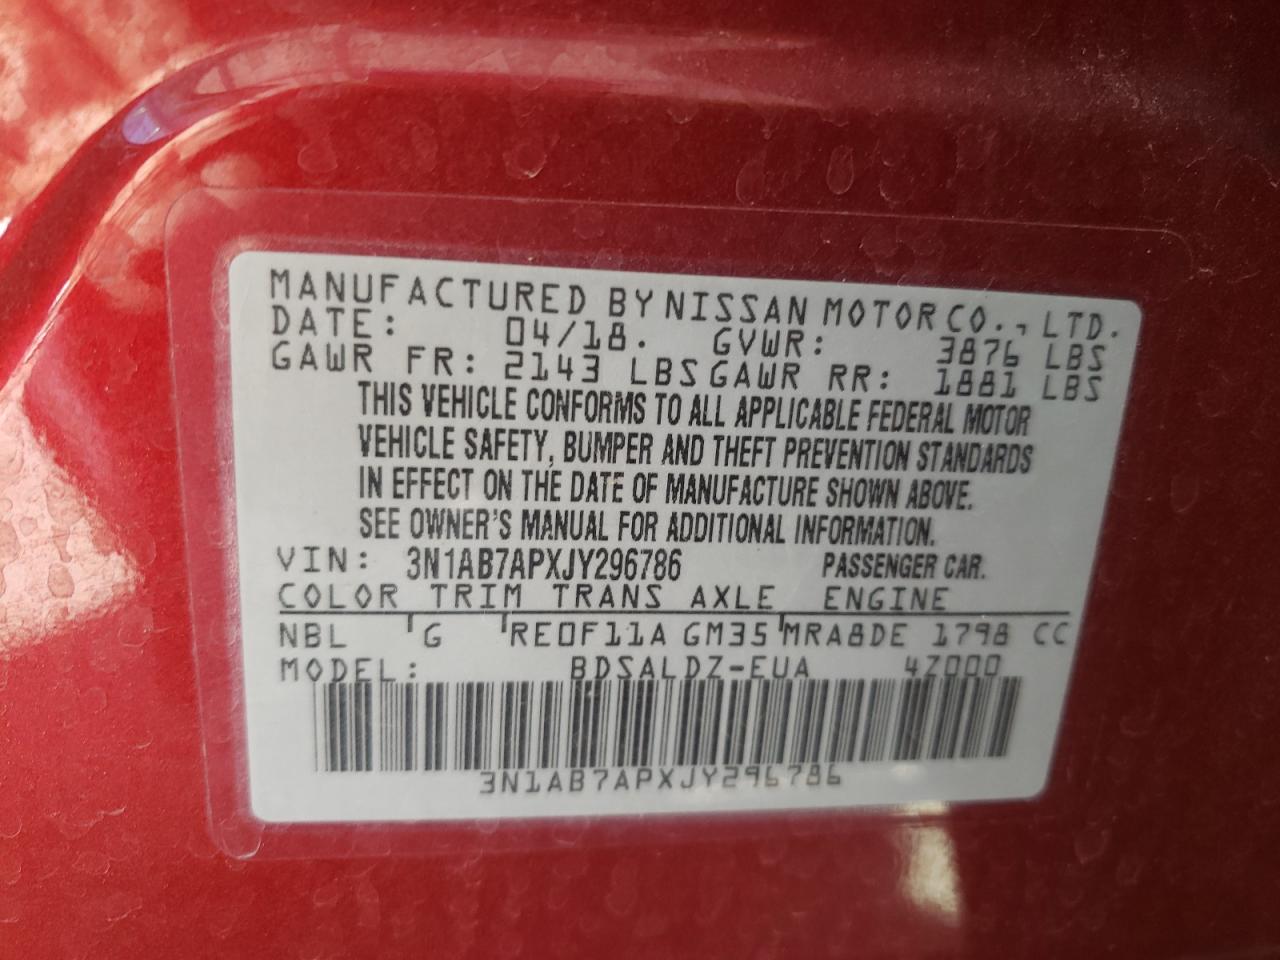 MANUFACTURED BY NISSAN MOTOR CO., LTD.
DATE: 04/18. GVWR: 3876 LBS
GAWR FR: 2143 LBS GAWR RR: 1881 LBS
THIS VEHICLE CONFORMS TO ALL APPLICABLE FEDERAL MOTOR
VEHICLE SAFETY, BUMPER AND THEFT PREVENTION STANDARDS
IN EFFECT ON THE DATE OF MANUFACTURE SHOWN ABOVE.
SEE OWNER'S MANUAL FOR ADDITIONAL INFORMATION.
VIN: 3N1AB7APXJY296786 PASSENGER CAR.
COLOR TRIM TRANS AXLE ENGINE
NBL G RE0F11A GM35 MRA8DE 1798 CC
MODEL: BDSALDZ-EUA 4Z000
3N1AB7APXJY296786